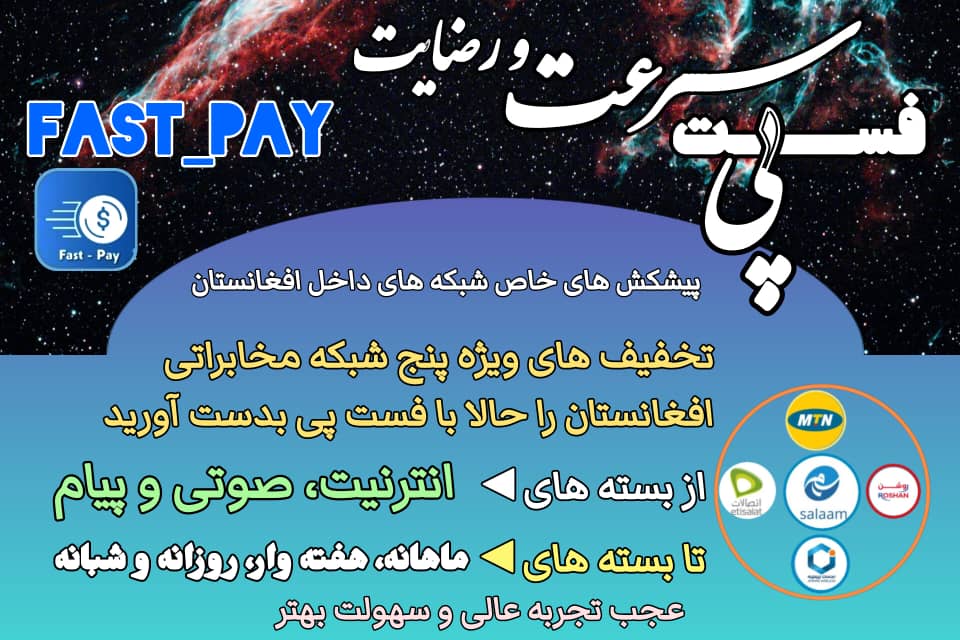 فست پی سرعت و رضایت
FAST_PAY
Fast - Pay
پیشکش های خاص شبکه های داخل افغانستان
تخفیف های ویژه پنج شبکه مخابراتی
افغانستان را حالا با فست پی بدست آورید
از بسته های انترنیت، صوتی و پیام
تا بسته های ماهانه، هفته وار، روزانه و شبانه
عجب تجربه عالی و سهولت بهتر
MTN
اتصالات
etisalat
salaam
روشن
ROSHAN